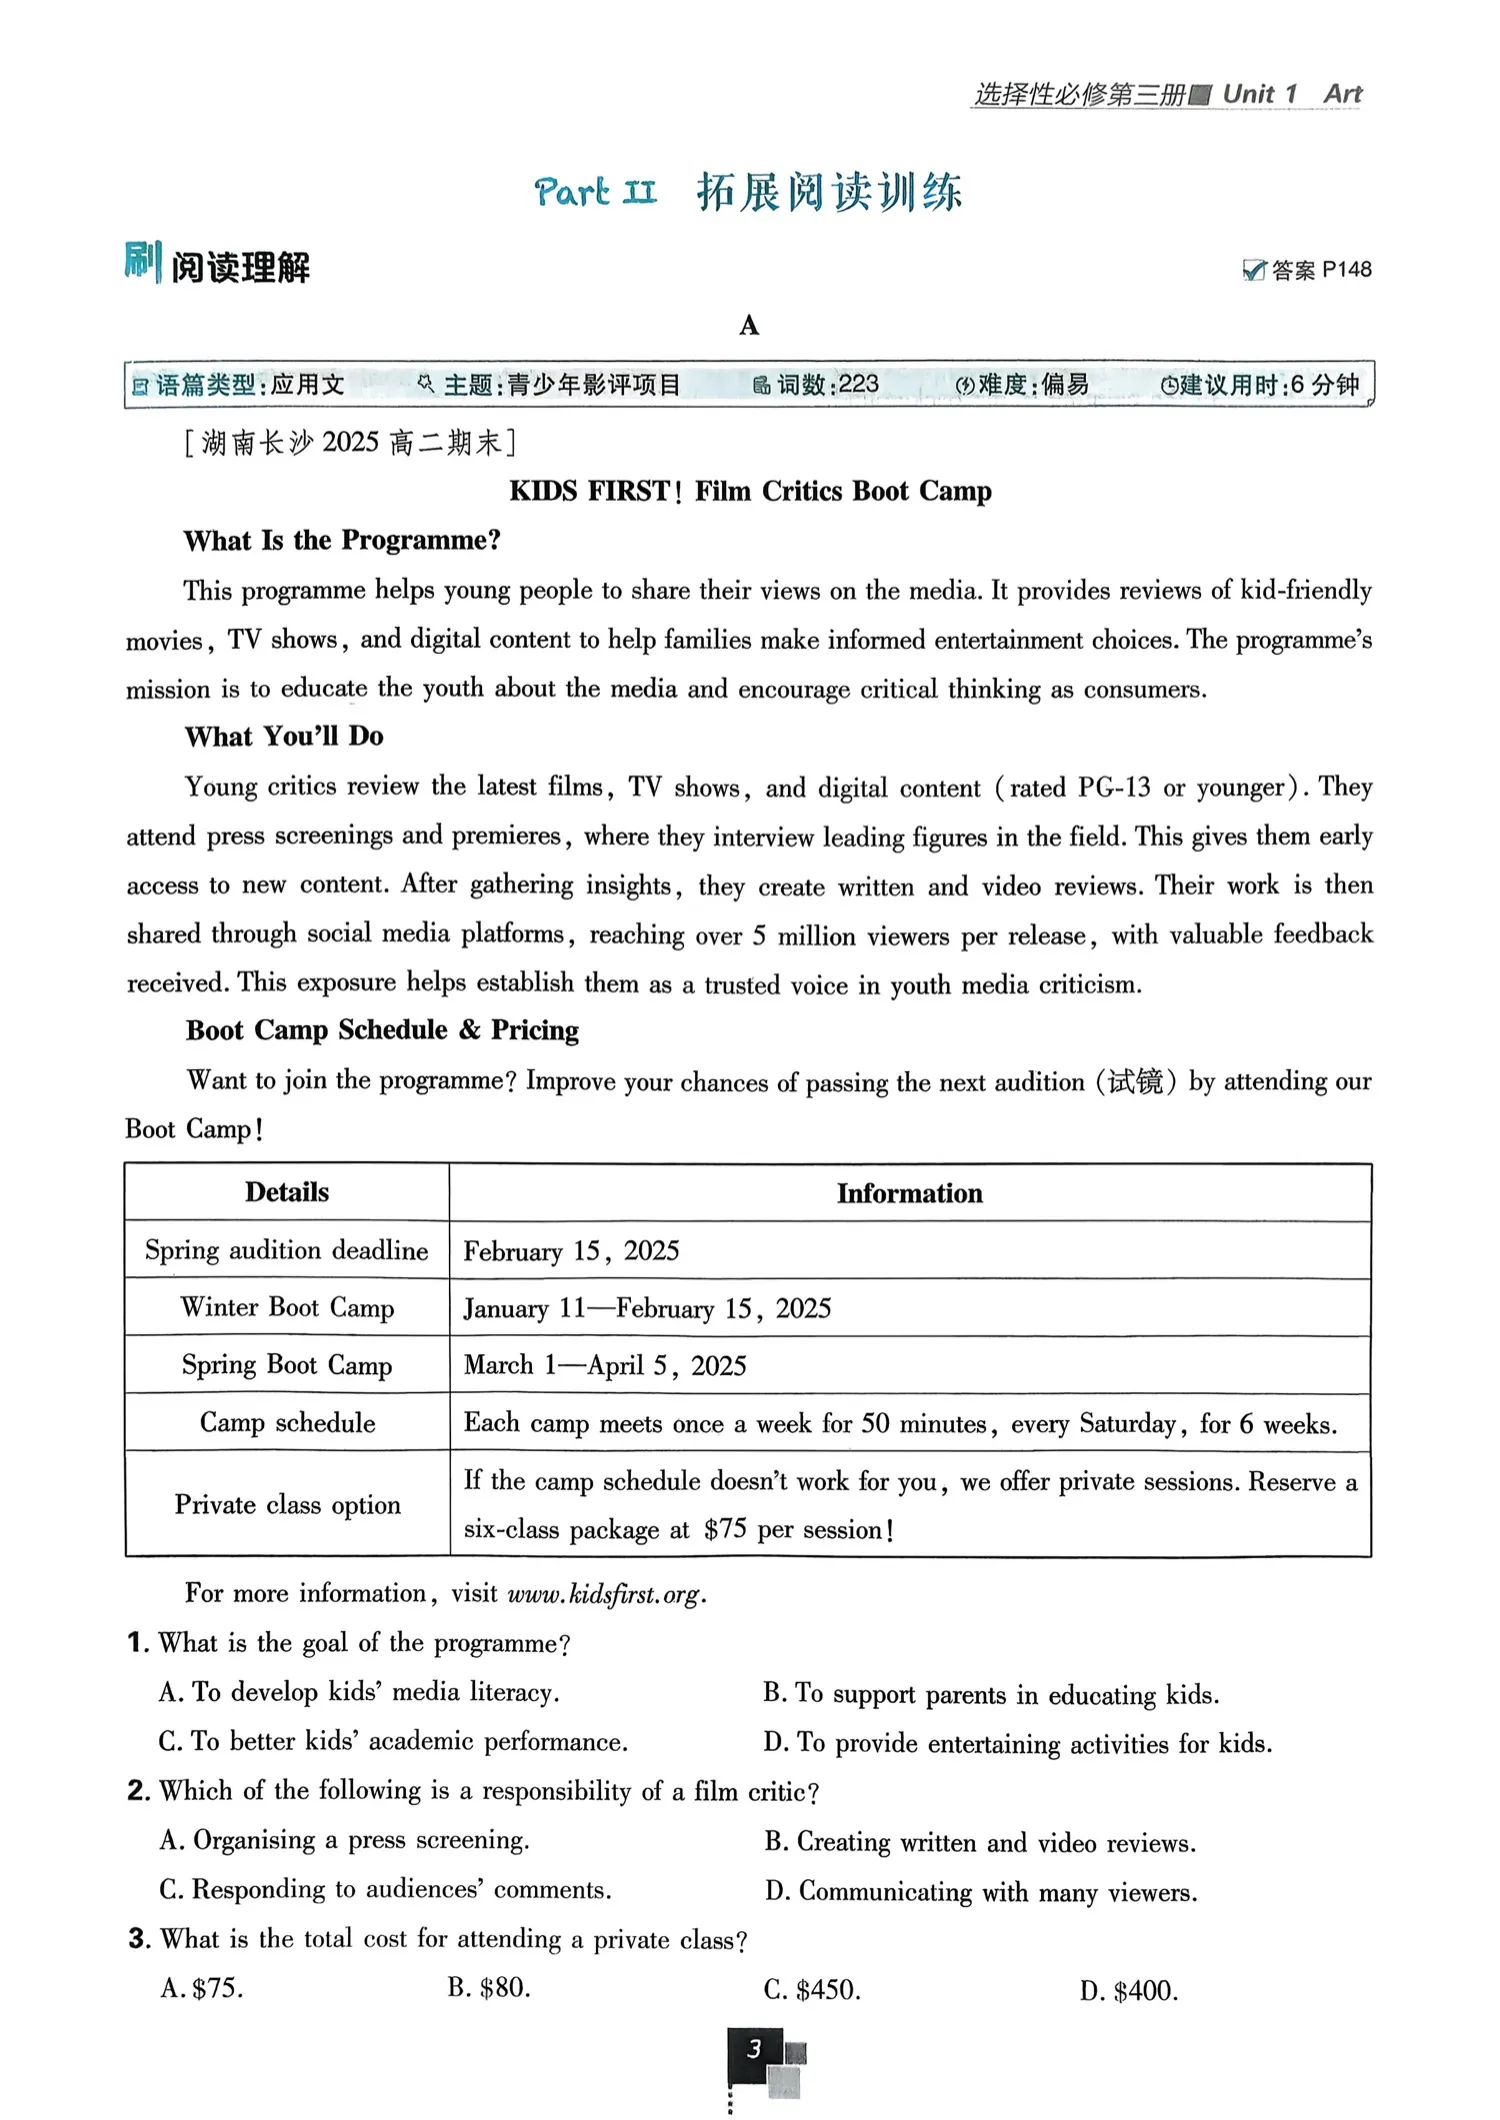 选择性必修第三册 Unit 1 Art
Part II 拓展阅读训练
刷 阅读理解
答案 P148
A
语篇类型:应用文 主题:青少年影评项目 词数:223 难度:偏易 建议用时:6 分钟
[湖南长沙 2025 高二期末]
KIDS FIRST! Film Critics Boot Camp
What Is the Programme?
This programme helps young people to share their views on the media. It provides reviews of kid-friendly
movies, TV shows, and digital content to help families make informed entertainment choices. The programme's
mission is to educate the youth about the media and encourage critical thinking as consumers.
What You'll Do
Young critics review the latest films, TV shows, and digital content (rated PG-13 or younger). They
attend press screenings and premieres, where they interview leading figures in the field. This gives them early
access to new content. After gathering insights, they create written and video reviews. Their work is then
shared through social media platforms, reaching over 5 million viewers per release, with valuable feedback
received. This exposure helps establish them as a trusted voice in youth media criticism.
Boot Camp Schedule & Pricing
Want to join the programme? Improve your chances of passing the next audition (试镜) by attending our
Boot Camp!
Details Information
Spring audition deadline February 15, 2025
Winter Boot Camp January 11—February 15, 2025
Spring Boot Camp March 1—April 5, 2025
Camp schedule Each camp meets once a week for 50 minutes, every Saturday, for 6 weeks.
Private class option If the camp schedule doesn't work for you, we offer private sessions. Reserve a
six-class package at $75 per session!
For more information, visit www.kidsfirst.org.
1. What is the goal of the programme?
A. To develop kids' media literacy. B. To support parents in educating kids.
C. To better kids' academic performance. D. To provide entertaining activities for kids.
2. Which of the following is a responsibility of a film critic?
A. Organising a press screening. B. Creating written and video reviews.
C. Responding to audiences' comments. D. Communicating with many viewers.
3. What is the total cost for attending a private class?
A. $75. B. $80. C. $450. D. $400.
3